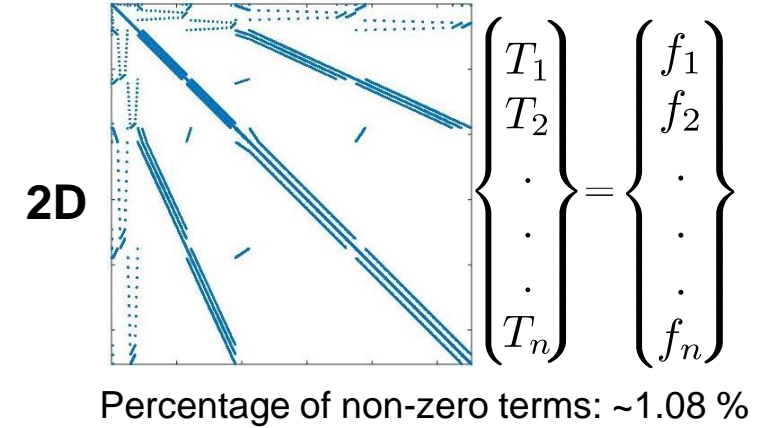 2D
T₁
T₂
.
.
.
Tₙ
=
f₁
f₂
.
.
.
fₙ
Percentage of non-zero terms: ~1.08 %